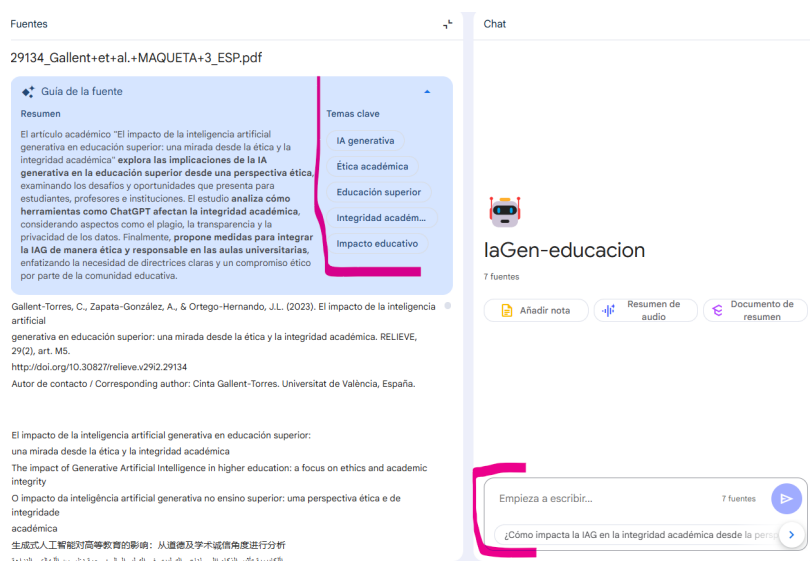 Fuentes
29134_Gallent+et+al.+MAQUETA+3_ESP.pdf
Guía de la fuente
Resumen
El artículo académico "El impacto de la inteligencia artificial
generativa en educación superior: una mirada desde la ética y la
integridad académica" explora las implicaciones de la IA
generativa en la educación superior desde una perspectiva ética,
examinando los desafíos y oportunidades que presenta para
estudiantes, profesores e instituciones. El estudio analiza cómo
herramientas como ChatGPT afectan la integridad académica,
considerando aspectos como el plagio, la transparencia y la
privacidad de los datos. Finalmente, propone medidas para integrar
la IAG de manera ética y responsable en las aulas universitarias,
enfatizando la necesidad de directrices claras y un compromiso ético
por parte de la comunidad educativa.
Temas clave
IA generativa
Ética académica
Educación superior
Integridad académ...
Impacto educativo
Gallent-Torres, C., Zapata-González, A., & Ortego-Hernando, J.L. (2023). El impacto de la inteligencia
artificial
generativa en educación superior: una mirada desde la ética y la integridad académica. RELIEVE,
29(2), art. M5.
http://doi.org/10.30827/relieve.v29i2.29134
Autor de contacto / Corresponding author: Cinta Gallent-Torres. Universitat de València, España.
El impacto de la inteligencia artificial generativa en educación superior:
una mirada desde la ética y la integridad académica
The impact of Generative Artificial Intelligence in higher education: a focus on ethics and academic
integrity
O impacto da inteligência artificial generativa no ensino superior: uma perspectiva ética e de
integridade
académica
生成式人工智能对高等教育的影响：从道德及学术诚信角度进行分析
Chat
IaGen-educacion
7 fuentes
Añadir nota
Resumen de
audio
Documento de
resumen
Empieza a escribir...
7 fuentes
¿Cómo impacta la IAG en la integridad académica desde la